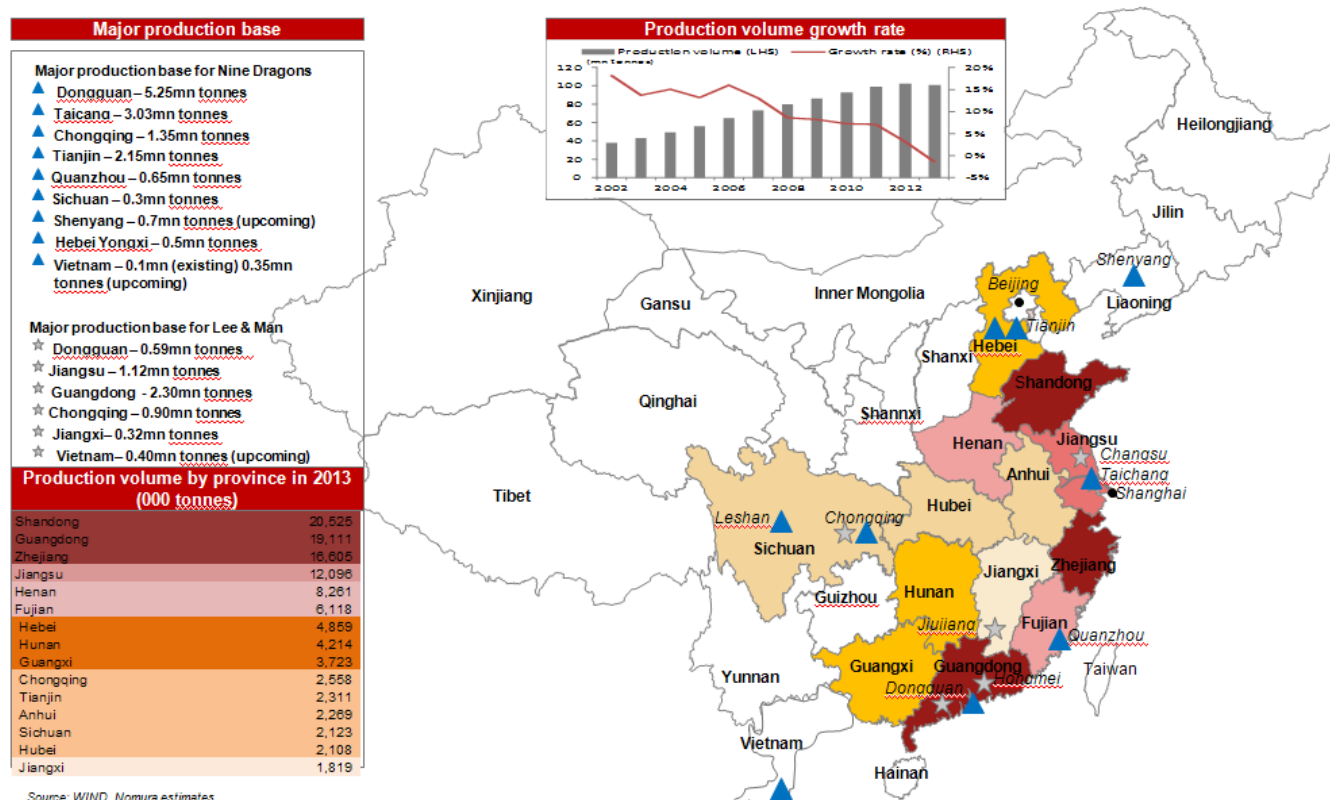 Major production base
Major production base for Nine Dragons
Dongguan – 5.25mn tonnes
Taicang – 3.03mn tonnes
Chongqing – 1.35mn tonnes
Tianjin – 2.15mn tonnes
Quanzhou – 0.65mn tonnes
Sichuan – 0.3mn tonnes
Shenyang – 0.7mn tonnes (upcoming)
Hebei Yongxi – 0.5mn tonnes
Vietnam – 0.1mn (existing) 0.35mn
tonnes (upcoming)
Major production base for Lee & Man
Dongguan – 0.59mn tonnes
Jiangsu – 1.12mn tonnes
Guangdong - 2.30mn tonnes
Chongqing – 0.90mn tonnes
Jiangxi – 0.32mn tonnes
Vietnam – 0.40mn tonnes (upcoming)
Production volume by province in 2013
(000 tonnes)
Shandong 20,525
Guangdong 19,111
Zhejiang 16,605
Jiangsu 12,096
Henan 8,261
Fujian 6,118
Hebei 4,859
Hunan 4,214
Guangxi 3,723
Chongqing 2,558
Tianjin 2,311
Anhui 2,269
Sichuan 2,123
Hubei 2,108
Jiangxi 1,819
Source: WIND, Nomura estimates
Production volume growth rate
Production volume (LHS) Growth rate (%) (RHS)
(mn tonnes)
120 20%
100 15%
80 10%
60
40 5%
20 0%
0 -5%
2002 2004 2006 2008 2010 2012
Heilongjiang
Jilin
Shenyang
Liaoning
Beijing
Tianjin
Hebei
Inner Mongolia
Xinjiang
Gansu
Shanxi
Shandong
Qinghai
Shannxi
Henan
Jiangsu
Changsu
Anhui
Taichang
Shanghai
Tibet
Hubei
Leshan
Chongqing
Sichuan
Zhejiang
Jiangxi
Hunan
Guizhou
Jiujiang
Fujian
Quanzhou
Taiwan
Guangxi
Guangdong
Hongmei
Yunnan
Dongguan
Vietnam
Hainan